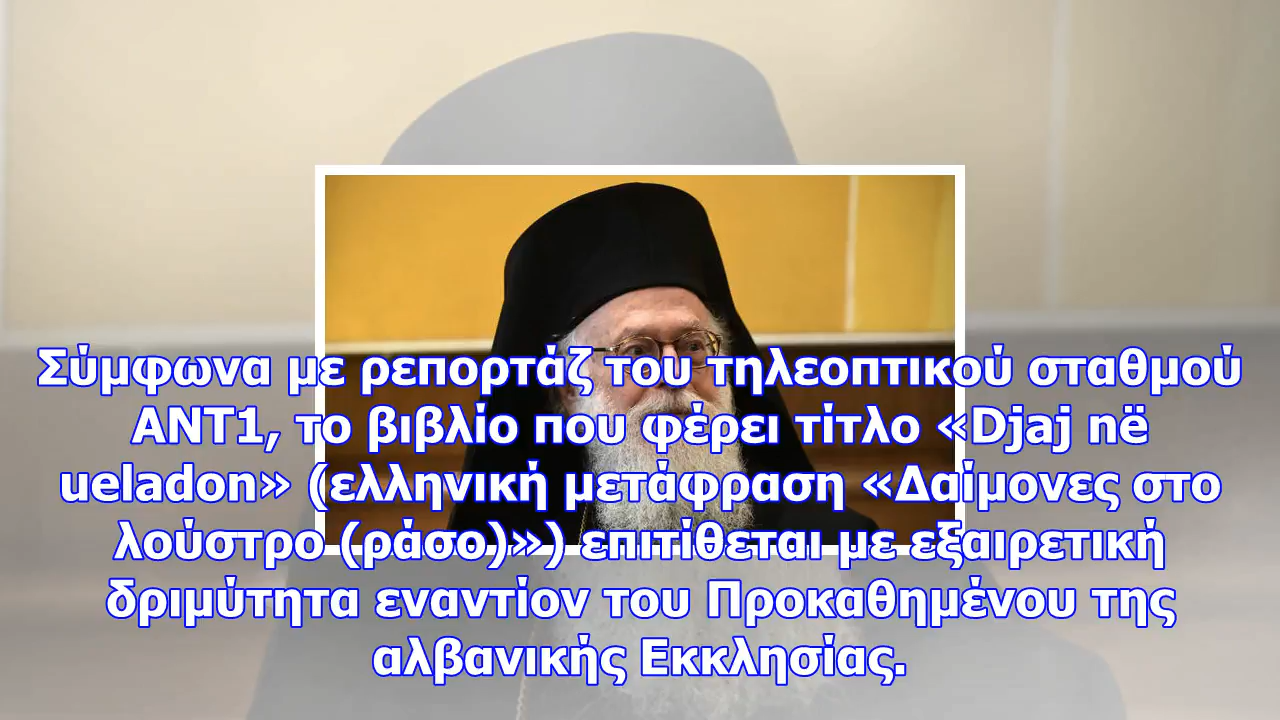 Σύμφωνα με ρεπορτάζ του τηλεοπτικού σταθμού
ΑΝΤ1, το βιβλίο που φέρει τίτλο «Djaj në
ueladon» (ελληνική μετάφραση «Δαίμονες στο
λούστρο (ράσο)») επιτίθεται με εξαιρετική
δριμύτητα εναντίον του Προκαθημένου της
αλβανικής Εκκλησίας.